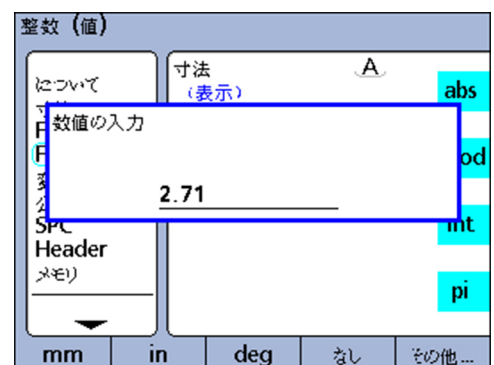 整数 (値)
について
寸法
(表示)
A
abs
数値の入力
2.71
SPC
Header
メモリ
int
pi
mm
in
deg
なし
その他...